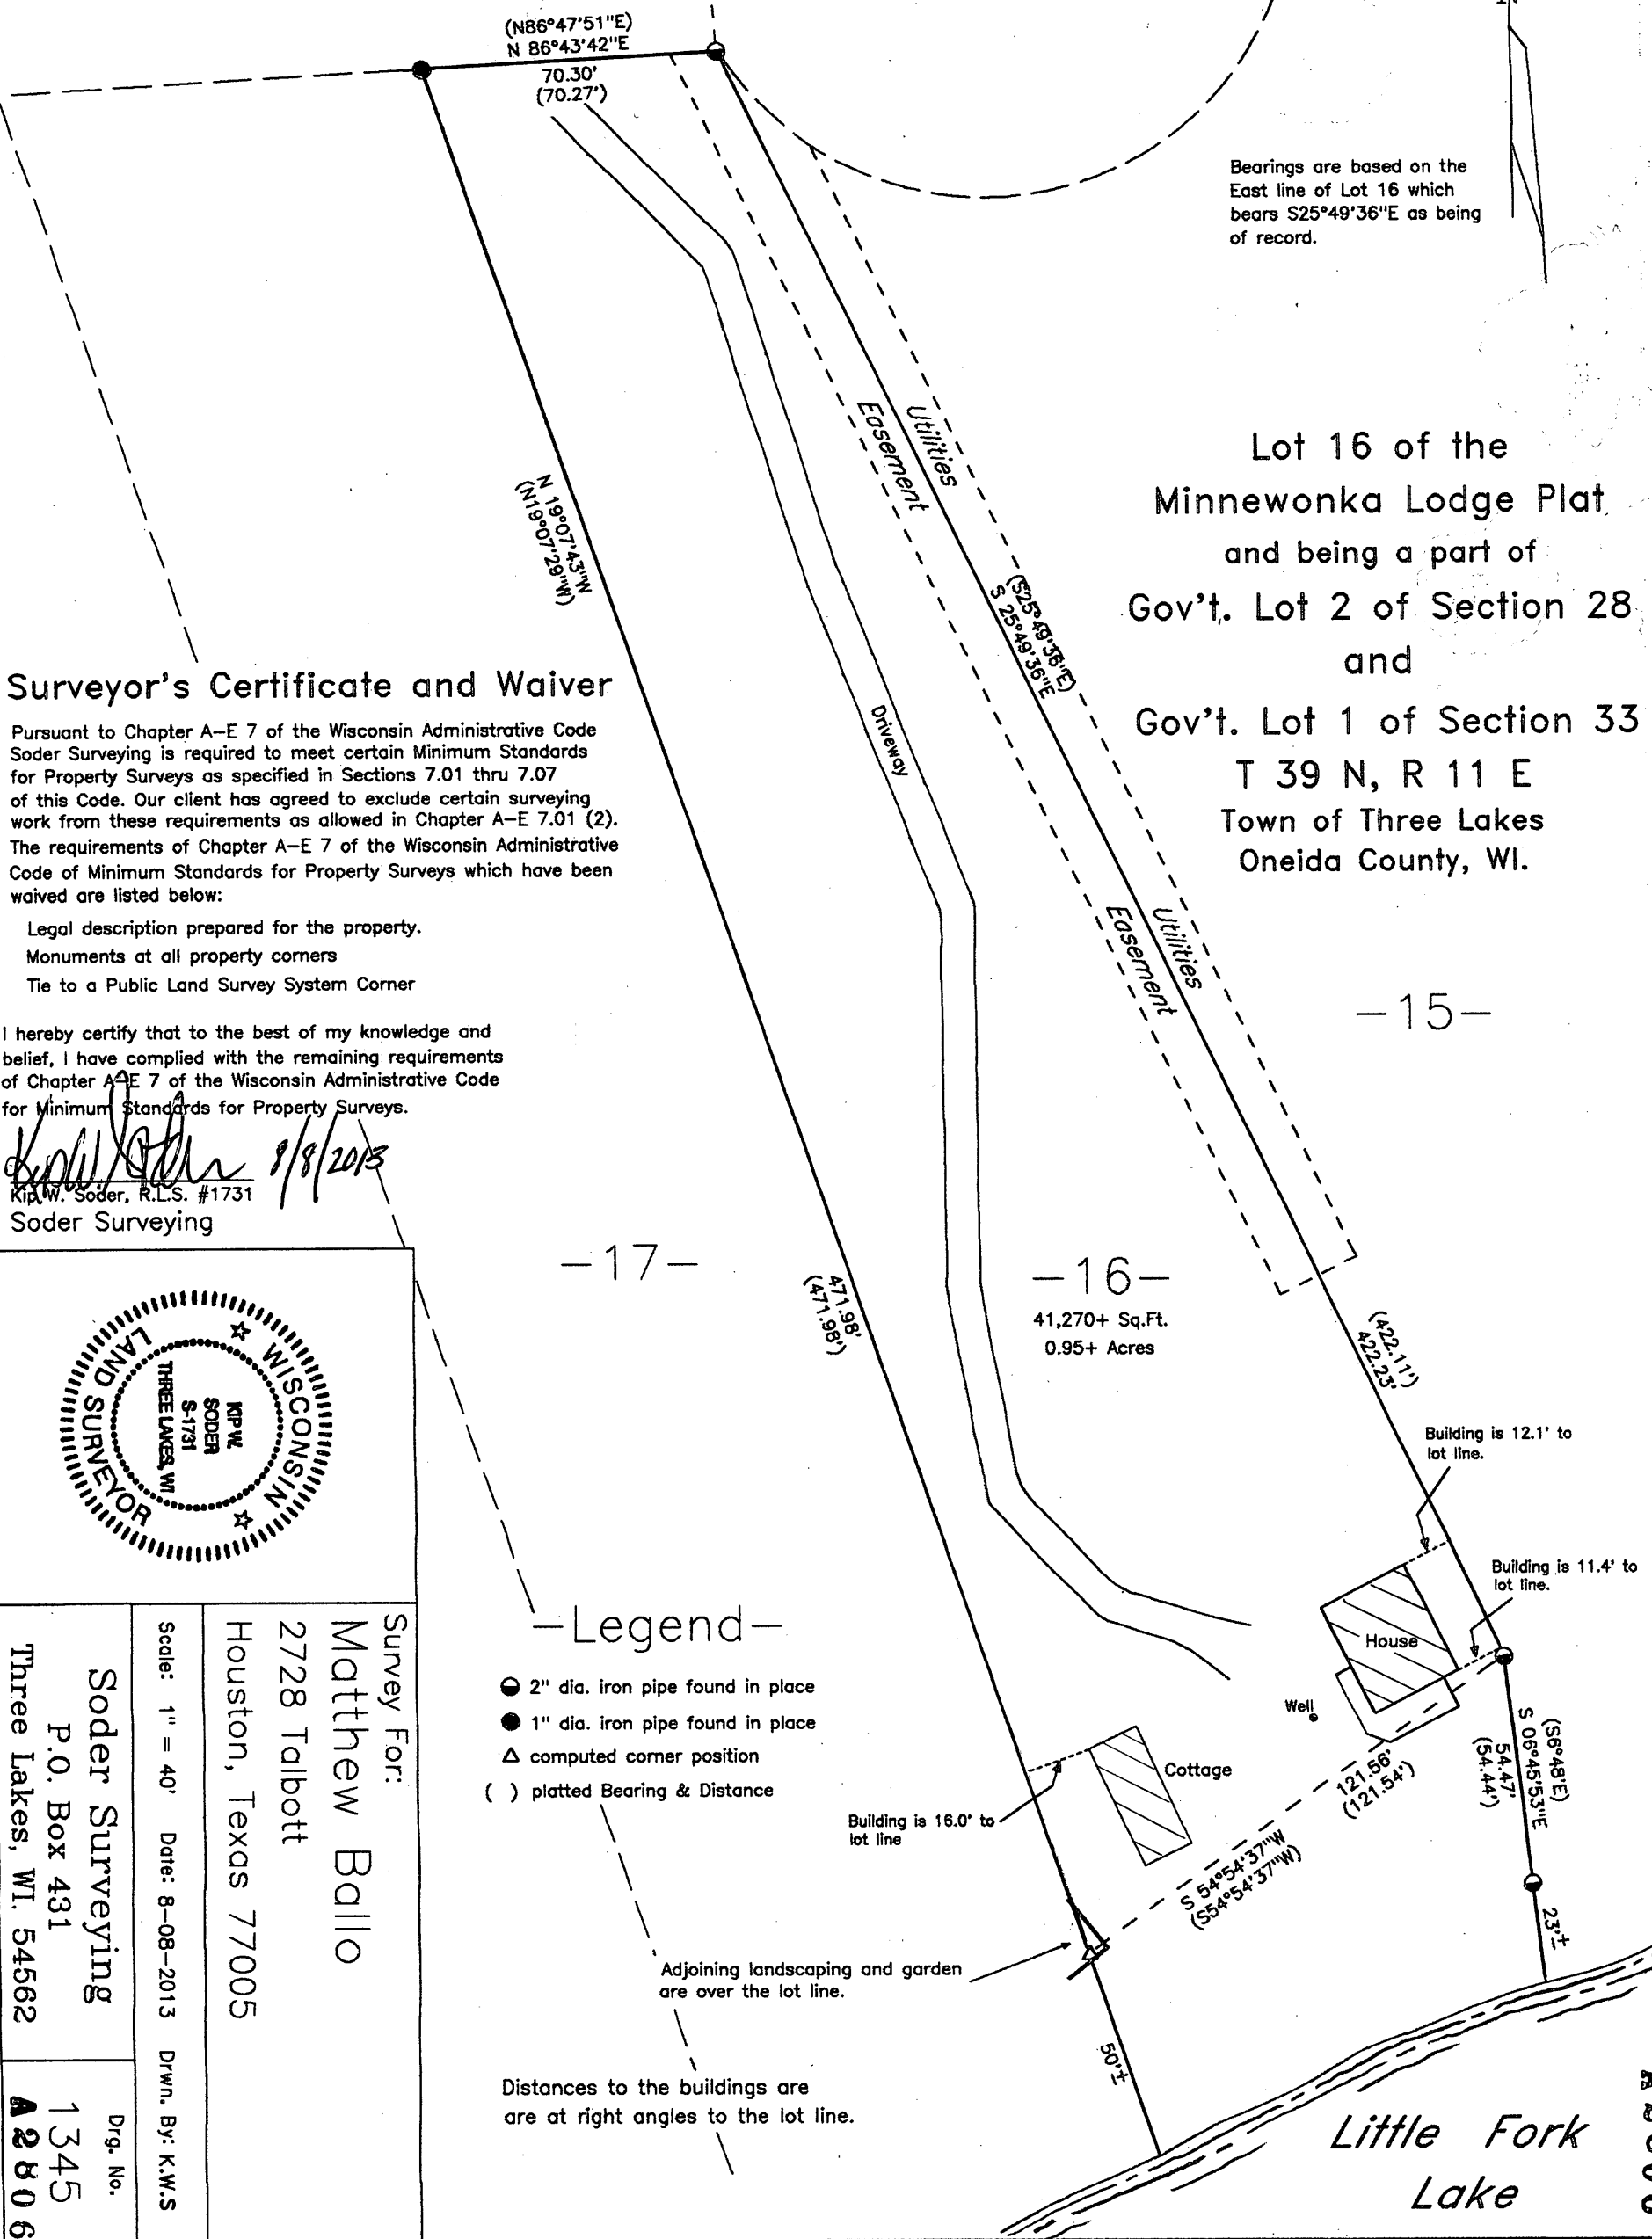 (N86°47'51"E)
N 86°43'42"E
70.30'
(70.27')
Bearings are based on the
East line of Lot 16 which
bears S25°49'36"E as being
of record.
Lot 16 of the
Minnewonka Lodge Plat
and being a part of
Gov't. Lot 2 of Section 28
and
Gov't. Lot 1 of Section 33
T 39 N, R 11 E
Town of Three Lakes
Oneida County, WI.
Utilities
Easement
N 19°07'43"W
(N19°07'29"W)
(S25°49'36"E)
S 25°49'36"E
Driveway
Utilities
Easement
Surveyor's Certificate and Waiver
Pursuant to Chapter A-E 7 of the Wisconsin Administrative Code
Soder Surveying is required to meet certain Minimum Standards
for Property Surveys as specified in Sections 7.01 thru 7.07
of this Code. Our client has agreed to exclude certain surveying
work from these requirements as allowed in Chapter A-E 7.01 (2).
The requirements of Chapter A-E 7 of the Wisconsin Administrative
Code of Minimum Standards for Property Surveys which have been
waived are listed below:
Legal description prepared for the property.
Monuments at all property corners
Tie to a Public Land Survey System Corner
I hereby certify that to the best of my knowledge and
belief, I have complied with the remaining requirements
of Chapter A-E 7 of the Wisconsin Administrative Code
for Minimum Standards for Property Surveys.
8/8/2013
Kip W. Soder, R.L.S. #1731
Soder Surveying
-15-
-17-
-16-
41,270+ Sq.Ft.
0.95+ Acres
471.98'
(471.98')
(422.11')
422.23'
Building is 12.1' to
lot line.
Building is 11.4' to
lot line.
House
Well
Cottage
Building is 16.0' to
lot line
121.56'
(121.54')
S 54°54'37"W
(S54°54'37"W)
(S6°48'E)
S 06°45'53"E
54.47'
(54.44')
23'±
50'±
Adjoining landscaping and garden
are over the lot line.
Distances to the buildings are
are at right angles to the lot line.
Little Fork
Lake
-Legend-
2" dia. iron pipe found in place
1" dia. iron pipe found in place
computed corner position
( ) platted Bearing & Distance
WISCONSIN
KIP W.
SODER
S-1731
THREE LAKES, WI
LAND SURVEYOR
Survey For:
Matthew Ballo
2728 Talbott
Houston, Texas 77005
Scale: 1" = 40' Date: 8-08-2013 Drwn. By: K.W.S
Soder Surveying
P.O. Box 431
Three Lakes, WI. 54562
Drg. No.
1345
A2806